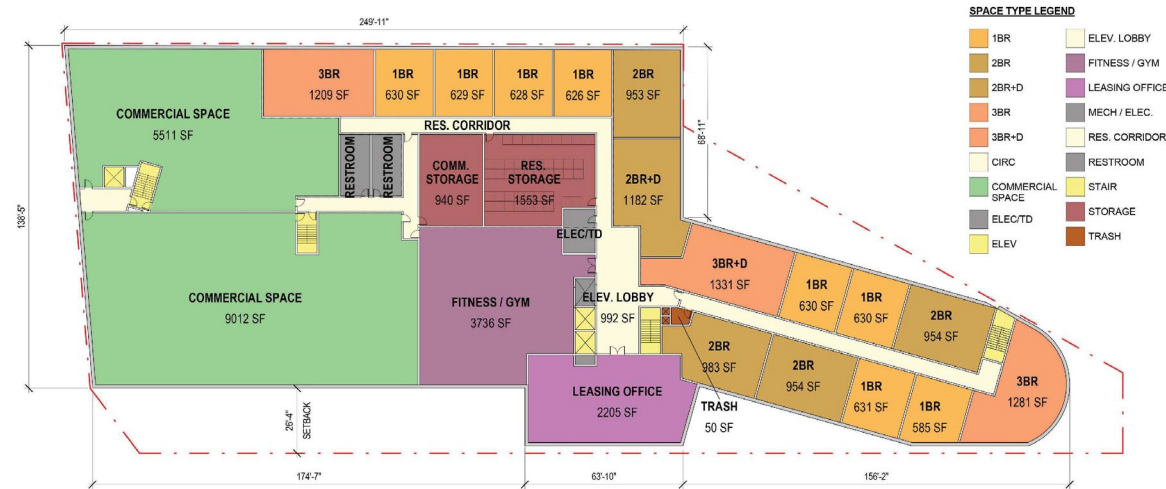 SPACE TYPE LEGEND
1BR
2BR
2BR+D
3BR
3BR+D
CIRC
COMMERCIAL
SPACE
ELEC/TD
ELEV
ELEV. LOBBY
FITNESS / GYM
LEASING OFFICE
MECH / ELEC.
RES. CORRIDOR
RESTROOM
STAIR
STORAGE
TRASH
249'-11"
138'-5"
68'-11"
COMMERCIAL SPACE
5511 SF
3BR
1209 SF
1BR
630 SF
1BR
629 SF
1BR
628 SF
1BR
626 SF
2BR
953 SF
RES. CORRIDOR
RESTROOM
RESTROOM
COMM.
STORAGE
940 SF
RES.
STORAGE
1553 SF
2BR+D
1182 SF
ELEC/TD
COMMERCIAL SPACE
9012 SF
FITNESS / GYM
3736 SF
ELEV. LOBBY
992 SF
3BR+D
1331 SF
1BR
630 SF
1BR
630 SF
2BR
954 SF
2BR
983 SF
2BR
954 SF
1BR
631 SF
1BR
585 SF
3BR
1281 SF
LEASING OFFICE
2205 SF
TRASH
50 SF
26'-4"
SETBACK
174'-7"
63'-10"
156'-2"